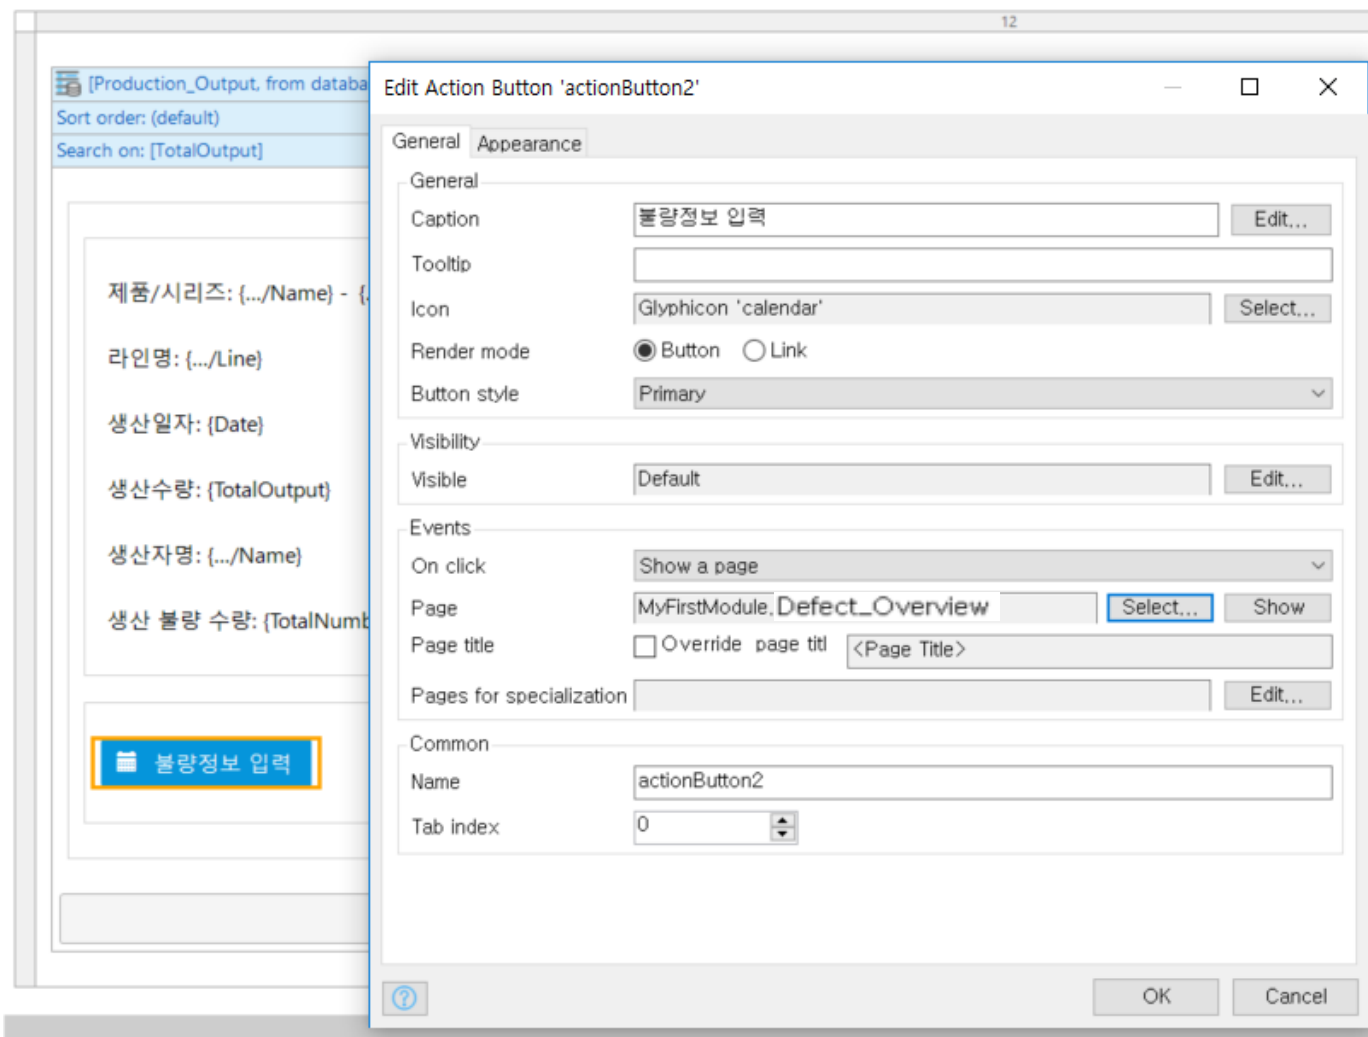 12
[Production_Output, from databa
Sort order: (default)
Search on: [TotalOutput]
제품/시리즈: {.../Name} - {.
라인명: {.../Line}
생산일자: {Date}
생산수량: {TotalOutput}
생산자명: {.../Name}
생산 불량 수량: {TotalNumb
불량정보 입력
Edit Action Button 'actionButton2'
General Appearance
General
Caption 불량정보 입력 Edit...
Tooltip
Icon Glyphicon 'calendar' Select...
Render mode Button Link
Button style Primary
Visibility
Visible Default Edit...
Events
On click Show a page
Page MyFirstModule.Defect_Overview Select... Show
Page title Override page titl <Page Title>
Pages for specialization Edit...
Common
Name actionButton2
Tab index 0
? OK Cancel